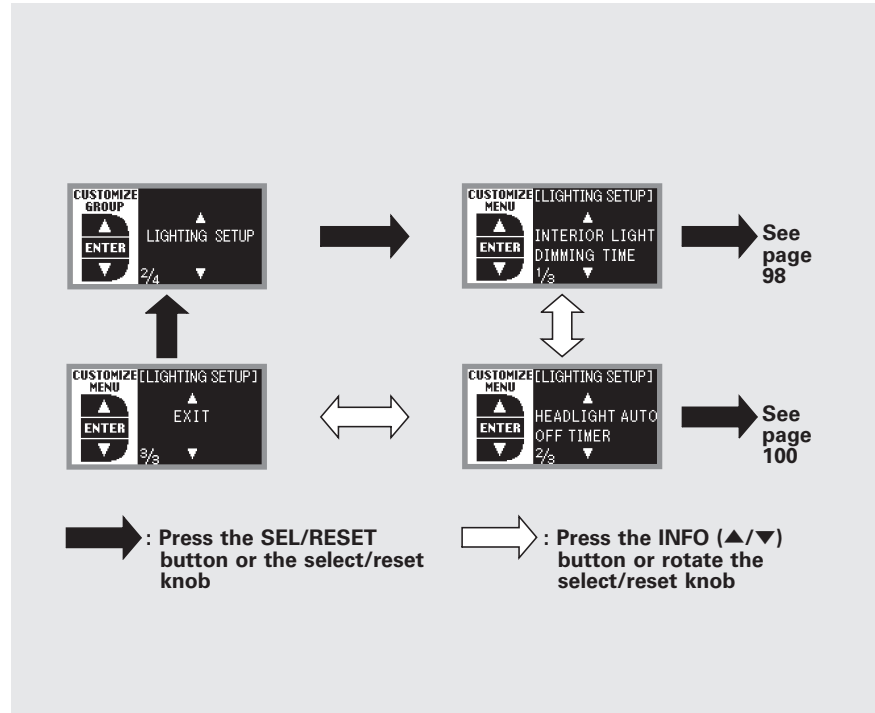 CUSTOMIZE
GROUP
▲
ENTER
▼
▲
LIGHTING SETUP
2/4 ▼
CUSTOMIZE
MENU
▲
ENTER
▼
[LIGHTING SETUP]
▲
INTERIOR LIGHT
DIMMING TIME
1/3 ▼
See
page
98
CUSTOMIZE
MENU
▲
ENTER
▼
[LIGHTING SETUP]
▲
EXIT
3/3 ▼
CUSTOMIZE
MENU
▲
ENTER
▼
[LIGHTING SETUP]
▲
HEADLIGHT AUTO
OFF TIMER
2/3 ▼
See
page
100
: Press the SEL/RESET
button or the select/reset
knob
: Press the INFO (▲/▼)
button or rotate the
select/reset knob